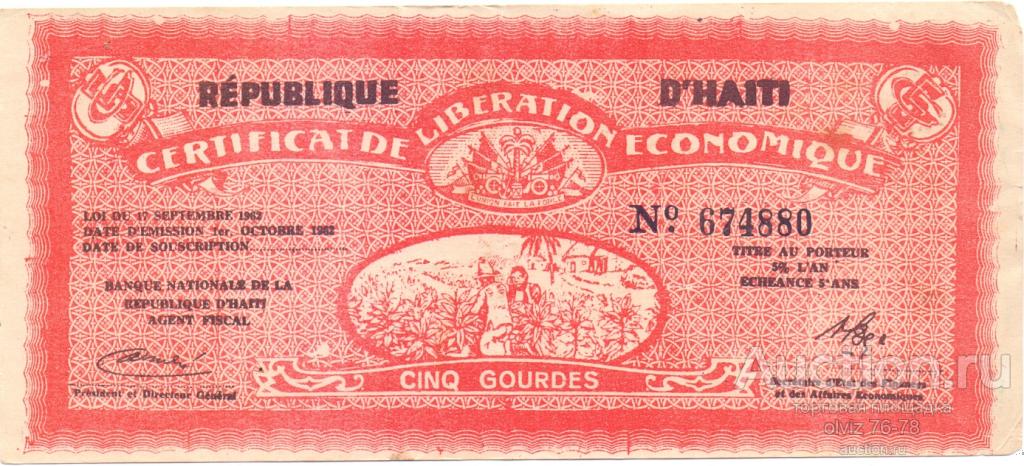 RÉPUBLIQUE D'HAITI
CERTIFICAT DE LIBERATION ECONOMIQUE
L'UNION FAIT LA FORCE
LOI DU 17 SEPTEMBRE 1962
DATE D'EMISSION 1er. OCTOBRE 1962
DATE DE SOUSCRIPTION....................
BANQUE NATIONALE DE LA
REPUBLIQUE D'HAITI
AGENT FISCAL
Président et Directeur Général
Nº. 674880
TITRE AU PORTEUR
5% L'AN
ECHEANCE 5 ANS
Secrétaire d'Etat des Finances
et des Affaires Economiques
CINQ GOURDES
Auction.ru
торговая площадка
olviz 76-78
auction.ru